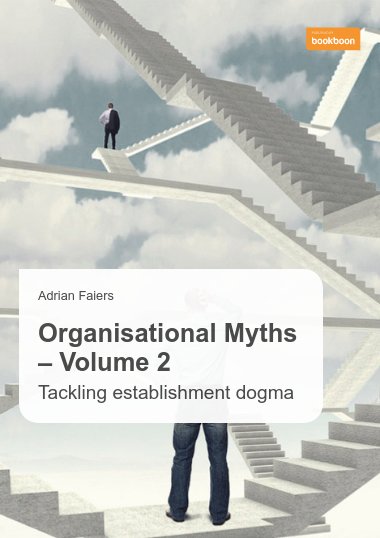 bookboon
Adrian Faiers
Organisational Myths
– Volume 2
Tackling establishment dogma